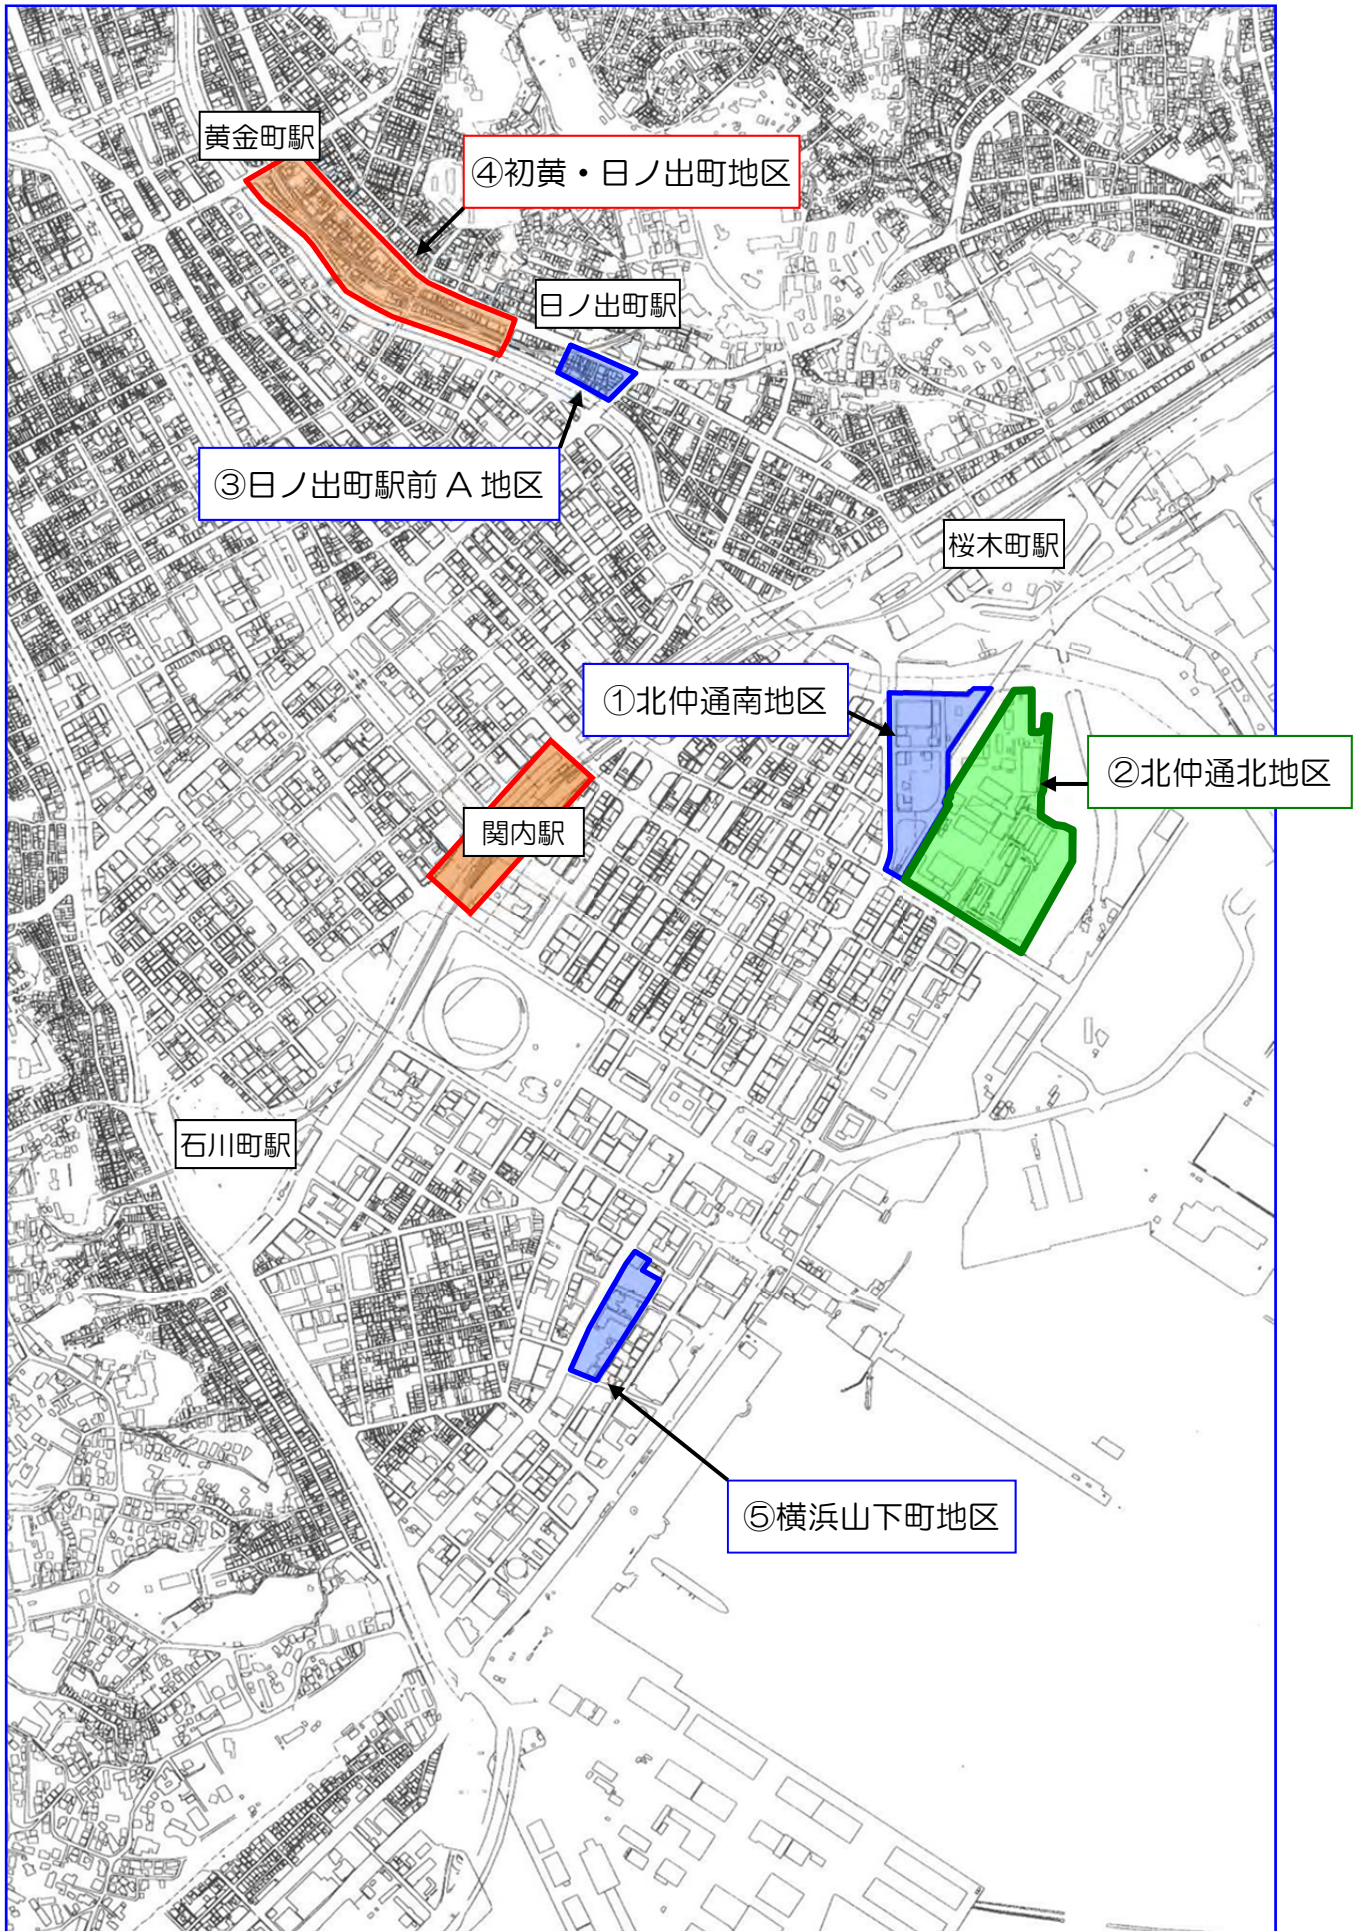 黄金町駅
④初黄・日ノ出町地区
日ノ出町駅
③日ノ出町駅前A地区
桜木町駅
①北仲通南地区
②北仲通北地区
関内駅
石川町駅
⑤横浜山下町地区